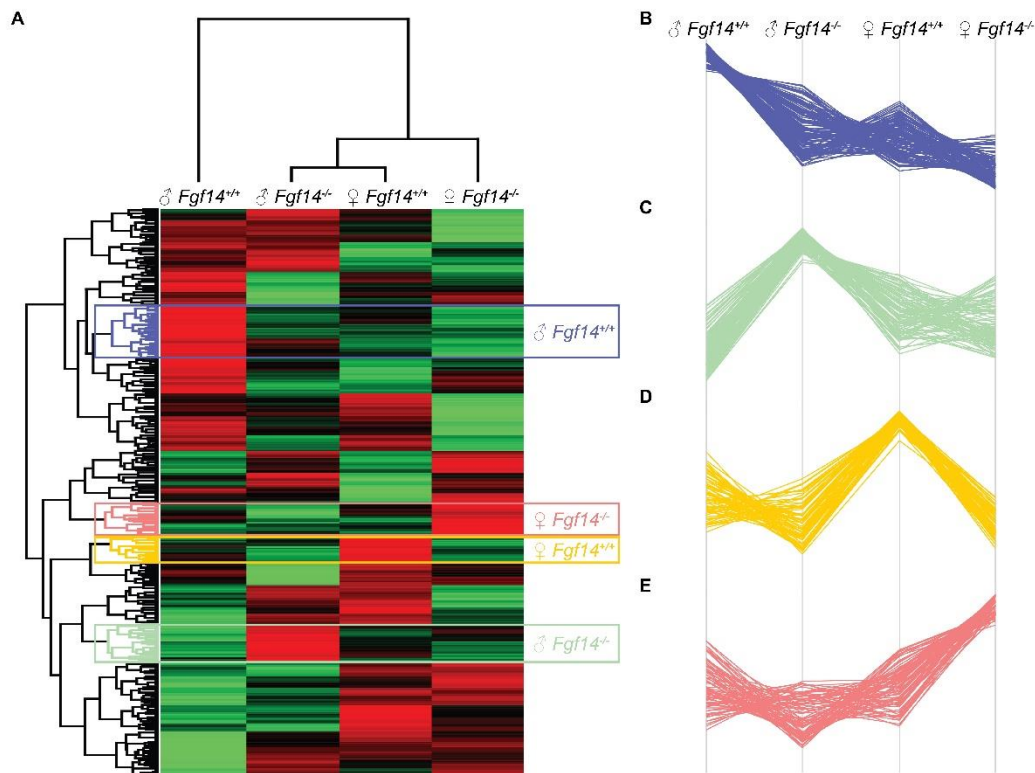 A
♂ Fgf14+/+ ♂ Fgf14-/- ♀ Fgf14+/+ ♀ Fgf14-/-
♂ Fgf14+/+
♀ Fgf14-/-
♀ Fgf14+/+
♂ Fgf14-/-
B
♂ Fgf14+/+ ♂ Fgf14-/- ♀ Fgf14+/+ ♀ Fgf14-/-
C
D
E